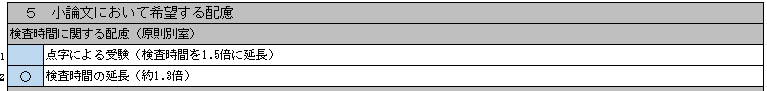 ５　小論文において希望する配慮
検査時間に関する配慮（原則別室）
1 点字による受験（検査時間を1.5倍に延長）
2 ○ 検査時間の延長（約1.3倍）